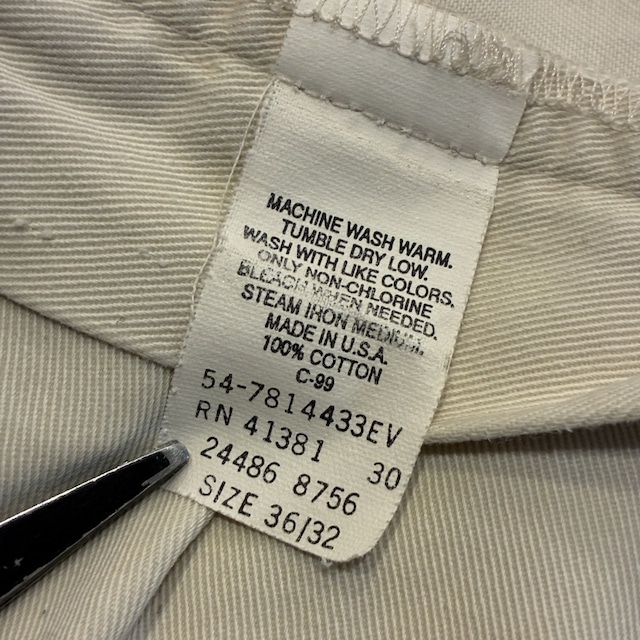 MACHINE WASH WARM.
TUMBLE DRY LOW.
WASH WITH LIKE COLORS.
ONLY NON-CHLORINE
BLEACH WHEN NEEDED.
STEAM IRON MEDIUM.
MADE IN U.S.A.
100% COTTON
C-99
54-7814433EV
RN 41381 30
24486 8756
SIZE 36/32